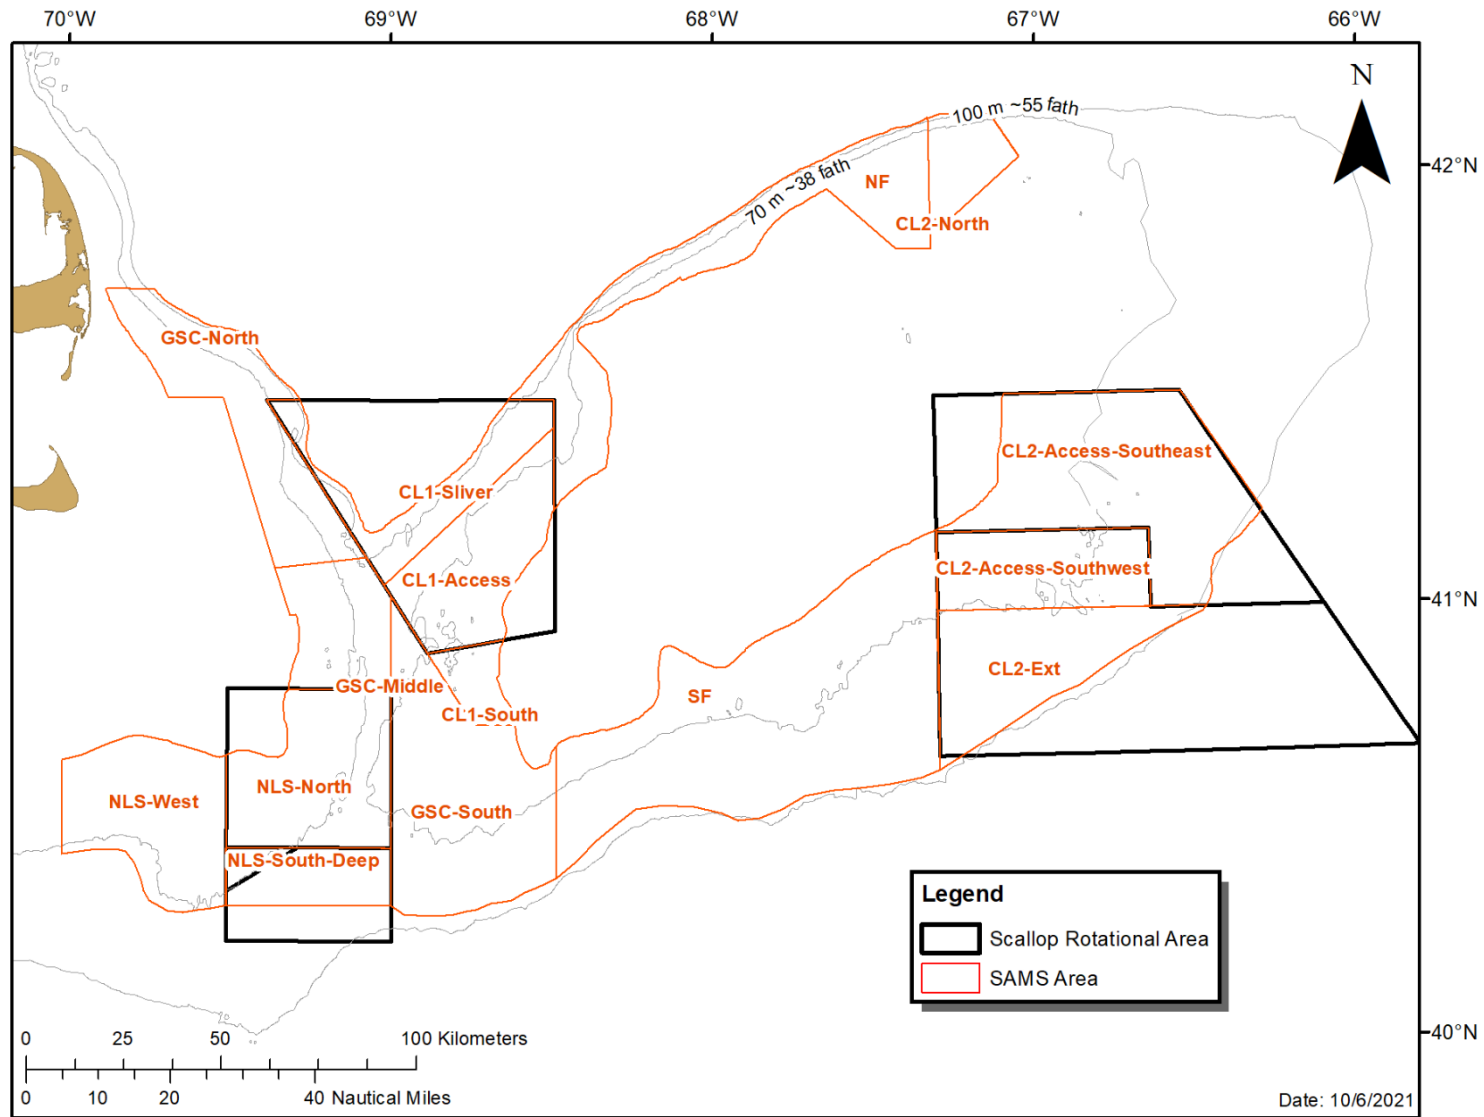 70°W 69°W 68°W 67°W 66°W
N
100 m ~55 fath
42°N
70 m ~38 fath
NF
CL2-North
GSC-North
CL2-Access-Southeast
CL1-Sliver
CL2-Access-Southwest
CL1-Access
41°N
CL2-Ext
GSC-Middle
SF
CL1-South
NLS-North
NLS-West
GSC-South
NLS-South-Deep
Legend
Scallop Rotational Area
SAMS Area
0 25 50 100 Kilometers
40°N
0 10 20 40 Nautical Miles
Date: 10/6/2021